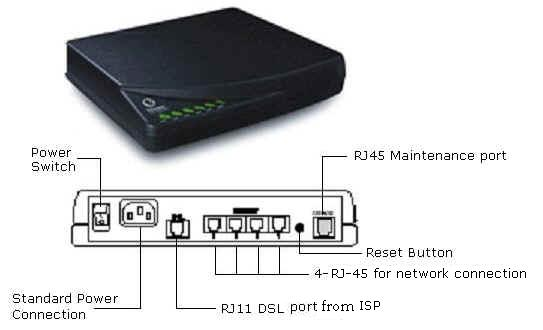 Power
Switch
RJ45 Maintenance port
Reset Button
4-RJ-45 for network connection
Standard Power
Connection
RJ11 DSL port from ISP